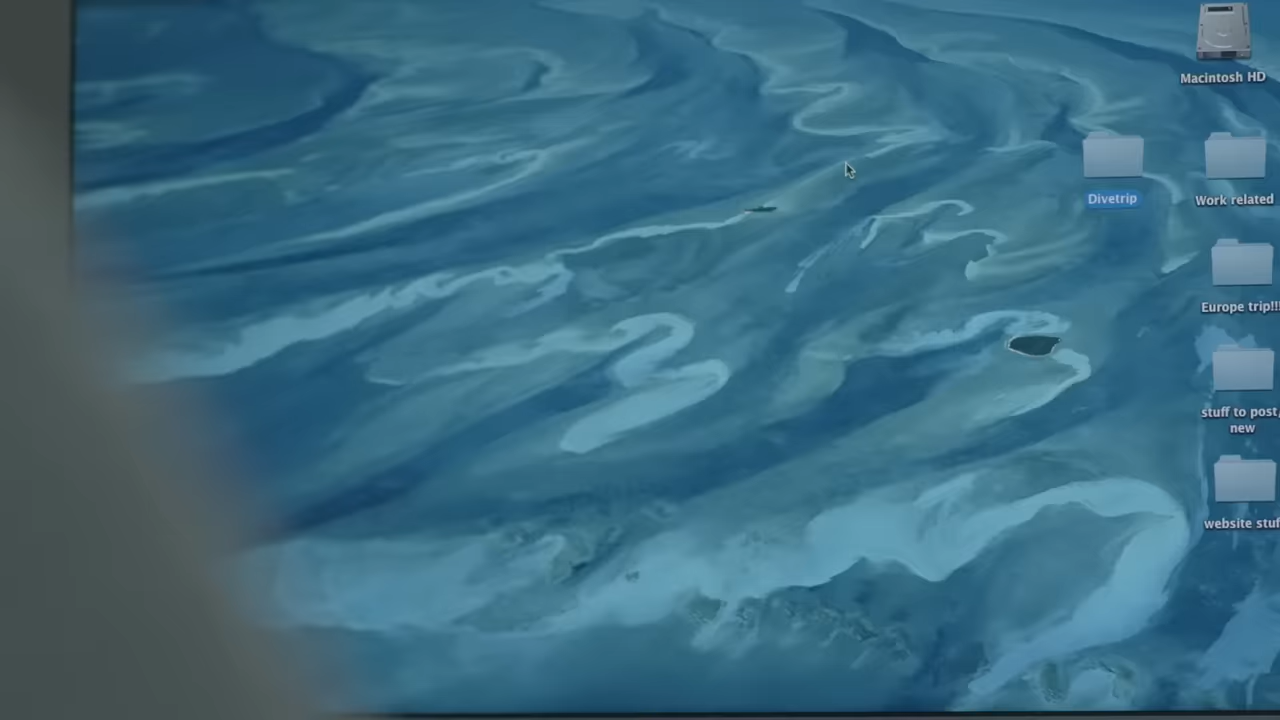 Macintosh HD
Divetrip
Work related
Europe trip!!!
stuff to post,
new
website stuf